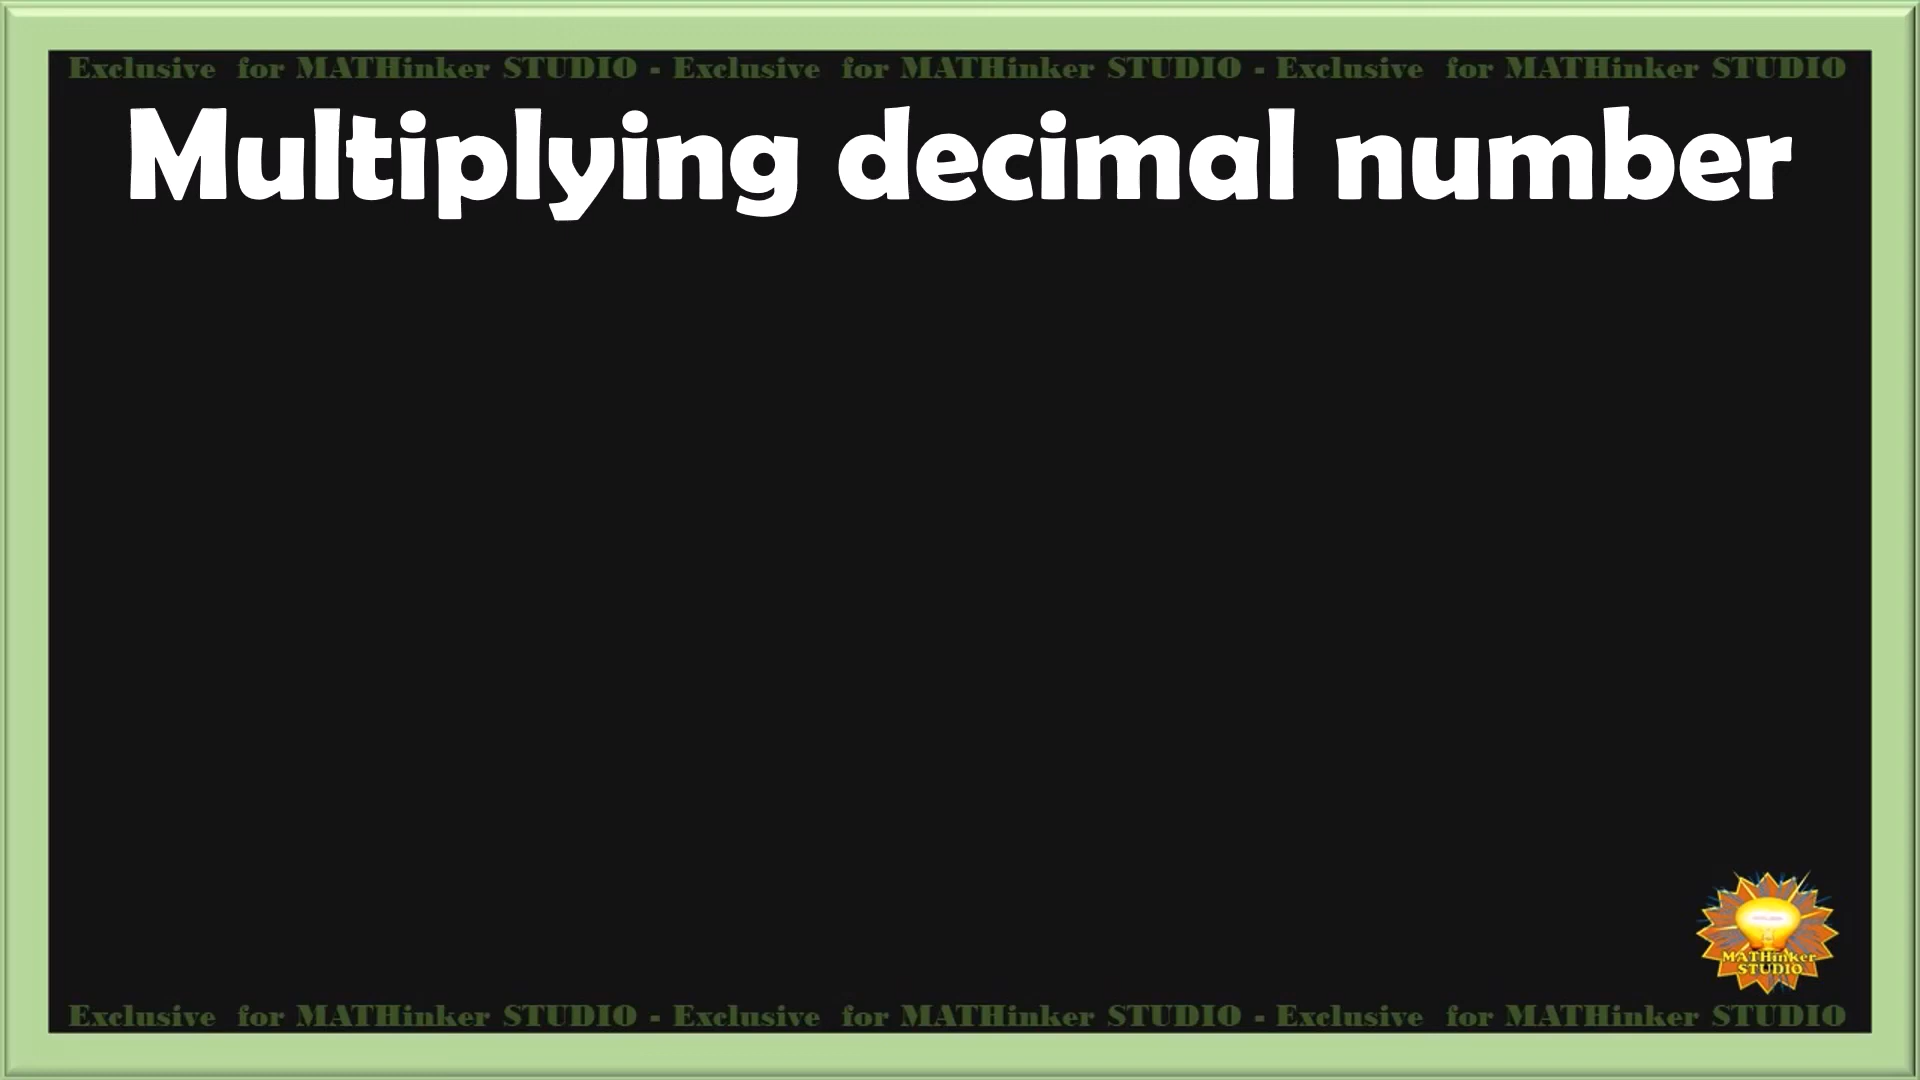 Exclusive for MATHinker STUDIO - Exclusive for MATHinker STUDIO - Exclusive for MATHinker STUDIO
Multiplying decimal number
MATHinker
STUDIO
Exclusive for MATHinker STUDIO - Exclusive for MATHinker STUDIO - Exclusive for MATHinker STUDIO